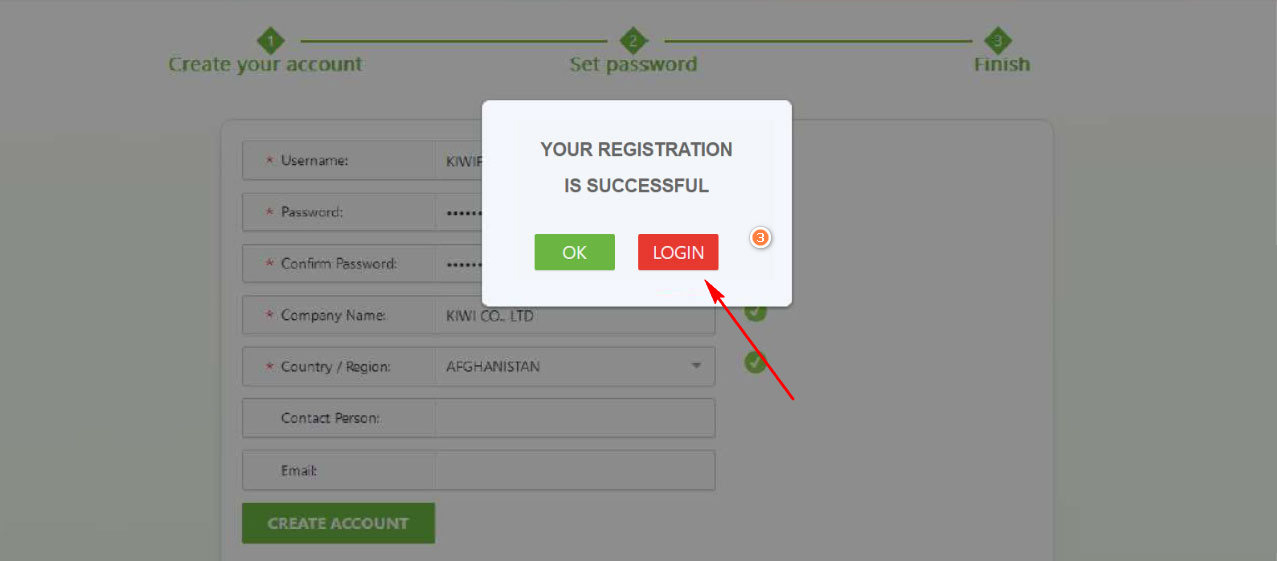 1
2
3
Create your account
Set password
Finish
YOUR REGISTRATION
IS SUCCESSFUL
OK
LOGIN
3
* Username:
* Password: •••••
* Confirm Password: •••••
* Company Name: KIWI CO., LTD
* Country / Region: AFGHANISTAN
Contact Person:
Email:
CREATE ACCOUNT